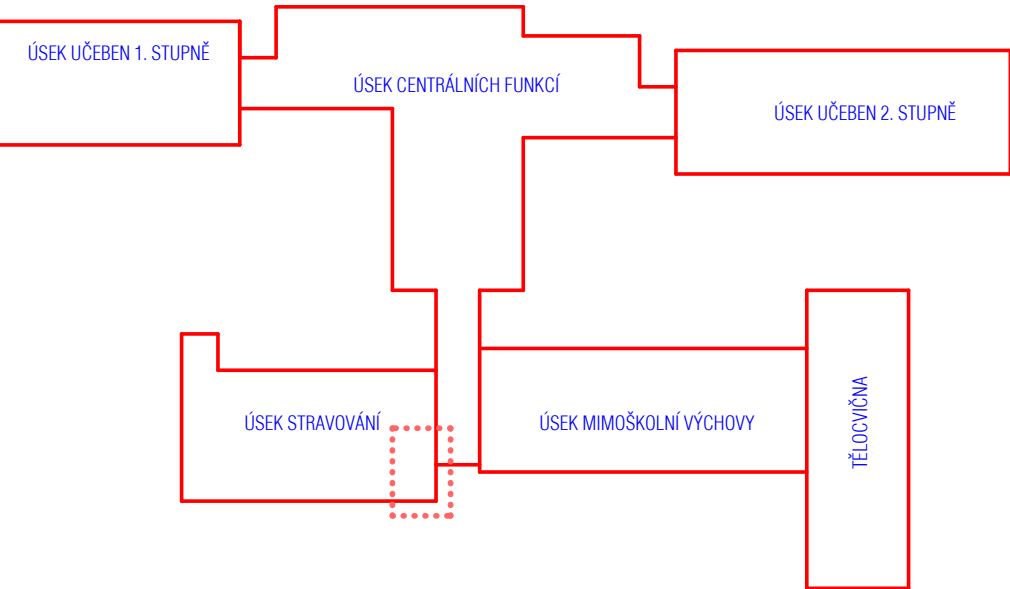 ÚSEK UČEBEN 1. STUPNĚ
ÚSEK CENTRÁLNÍCH FUNKCÍ
ÚSEK UČEBEN 2. STUPNĚ
ÚSEK STRAVOVÁNÍ
ÚSEK MIMOŠKOLNÍ VÝCHOVY
TĚLOCVIČNA